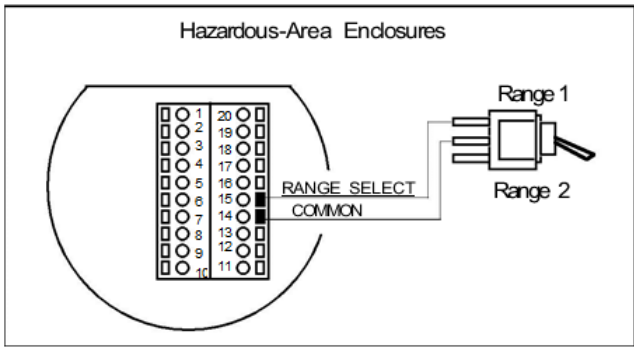 Hazardous-Area Enclosures
Range 1
1 20
2 19
3 18
4 17
5 16
6 15
7 14
8 13
9 12
10 11
RANGE SELECT
COMMON
Range 2